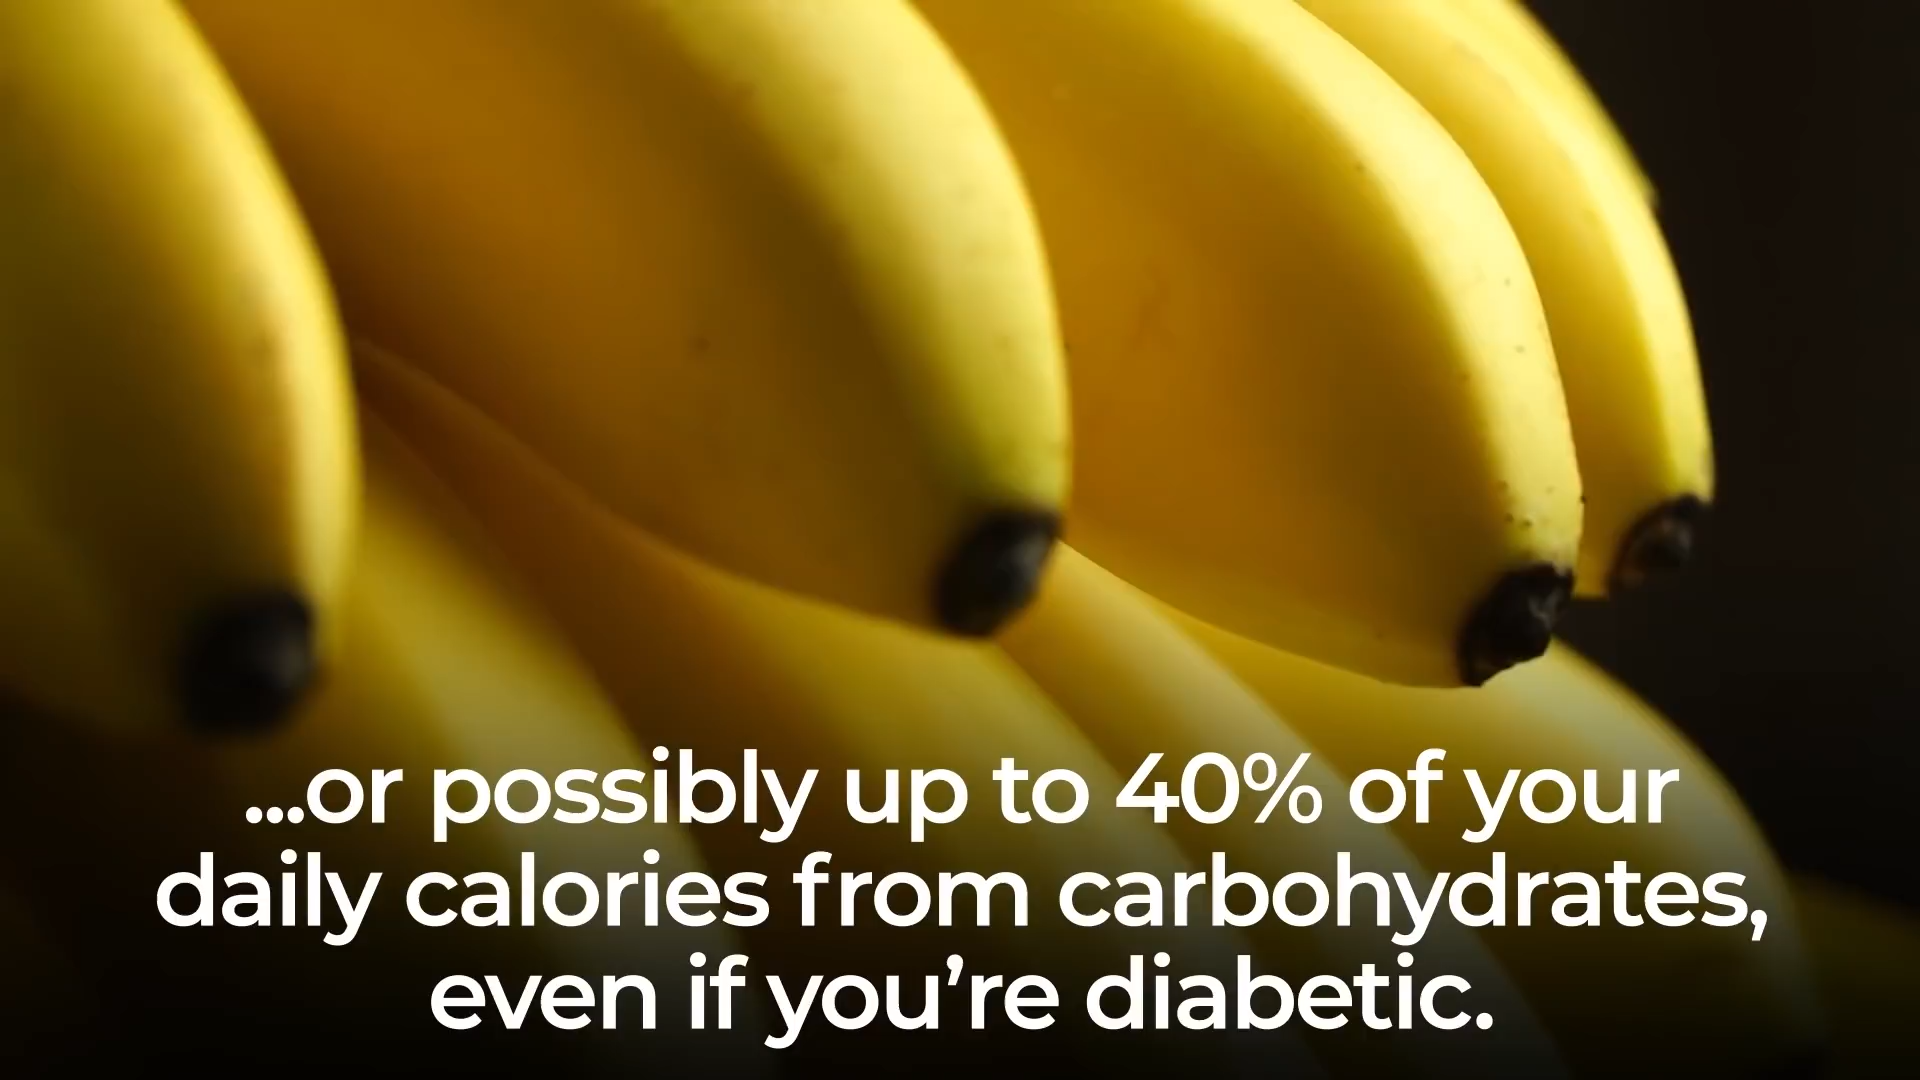 ...or possibly up to 40% of your
daily calories from carbohydrates,
even if you’re diabetic.